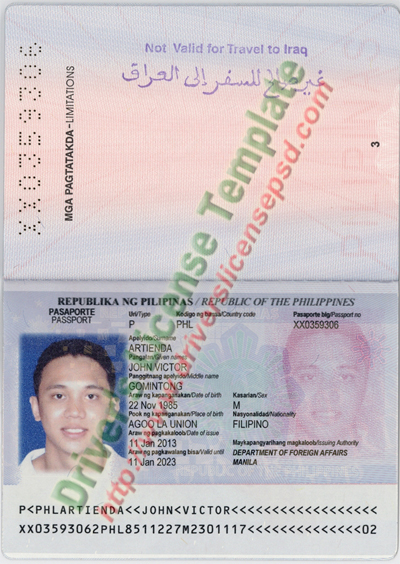 Not Valid for Travel to Iraq
غير صالح للسفر إلى العراق
XX0359306
MGA PAGTATAKDA-LIMITATIONS
3
PILIPINAS
REPUBLIKA NG PILIPINAS / REPUBLIC OF THE PHILIPPINES
PASAPORTE
PASSPORT
Uri/Type
Kodigo ng bansa/Country code
Pasaporte blg/Passport no
P
PHL
XX0359306
Apelyido/Surname
ARTIENDA
Pangalan/Given names
JOHN VICTOR
Panggitnang apelyido/Middle name
GOMINTONG
Araw ng kapanganakan/Date of birth
Kasarian/Sex
22 Nov 1985
M
Pook ng kapanganakan/Place of birth
Nasyonalidad/Nationality
AGOO LA UNION
FILIPINO
Araw ng pagkakaloob/Date of issue
Maykapangyarihang magkaloob/Issuing Authority
11 Jan 2013
DEPARTMENT OF FOREIGN AFFAIRS
Araw ng pagkawalang bisa/Valid until
MANILA
11 Jan 2023
P<PHLARTIENDA<<JOHN<VICTOR<<<<<<<<<<<<<<<<<<
XX03593062PHL8511227M2301117<<<<<<<<<<<<<<02
Drivers License Template
http://www.driverslicensepsd.com